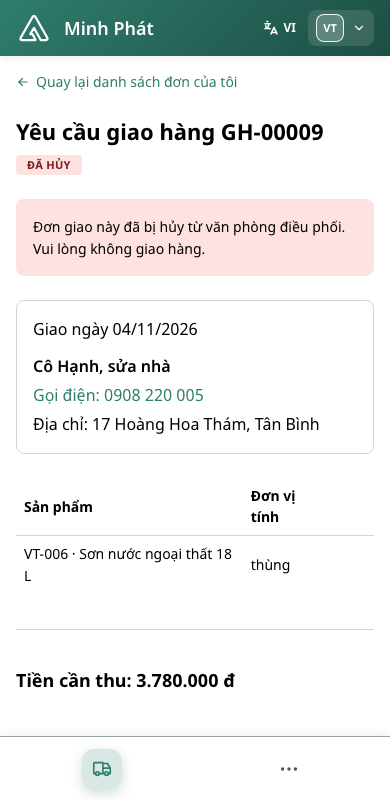 Minh Phát
VI
VT
Quay lại danh sách đơn của tôi
Yêu cầu giao hàng GH-00009
ĐÃ HỦY
Đơn giao này đã bị hủy từ văn phòng điều phối.
Vui lòng không giao hàng.
Giao ngày 04/11/2026
Cô Hạnh, sửa nhà
Gọi điện: 0908 220 005
Địa chỉ: 17 Hoàng Hoa Thám, Tân Bình
Sản phẩm
Đơn vị
tính
VT-006 · Sơn nước ngoại thất 18
L
thùng
Tiền cần thu: 3.780.000 đ